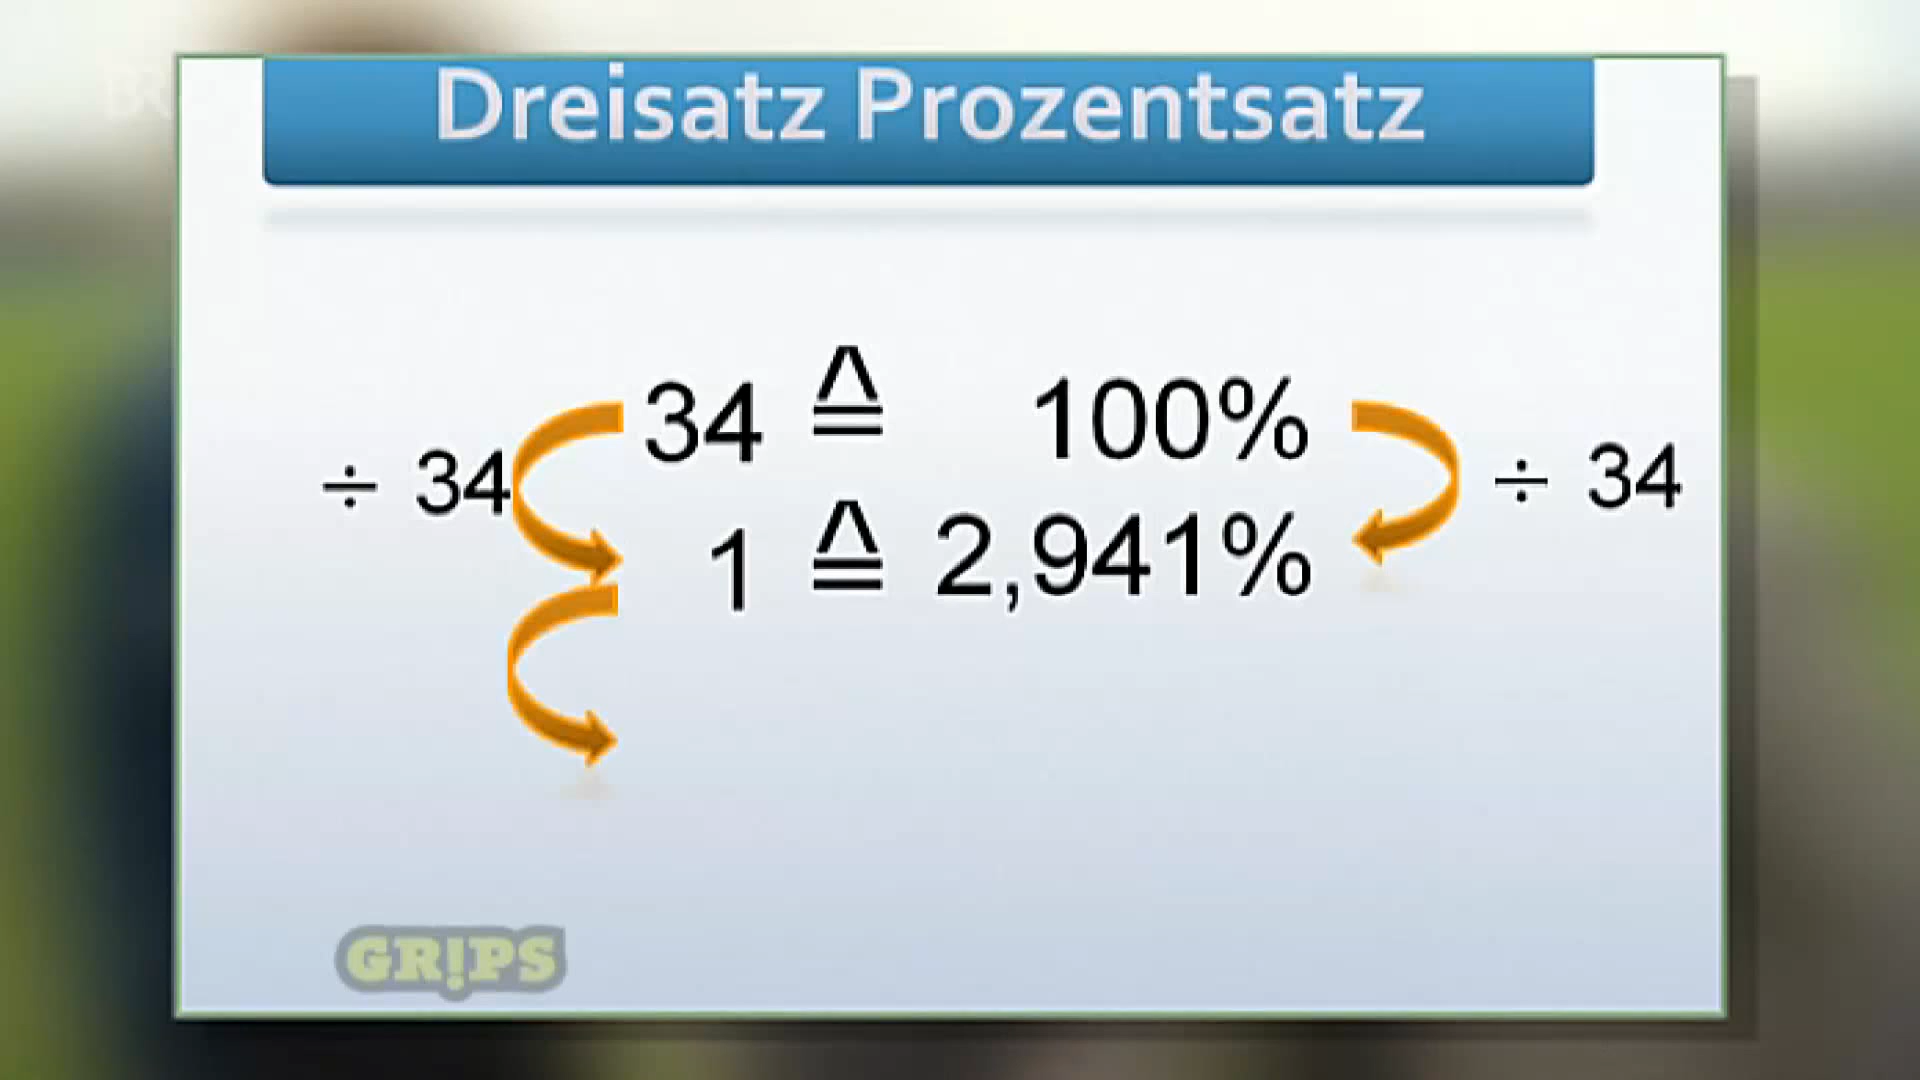 Dreisatz Prozentsatz
34 ≙ 100%
÷ 34
÷ 34
1 ≙ 2,941%
GR!PS